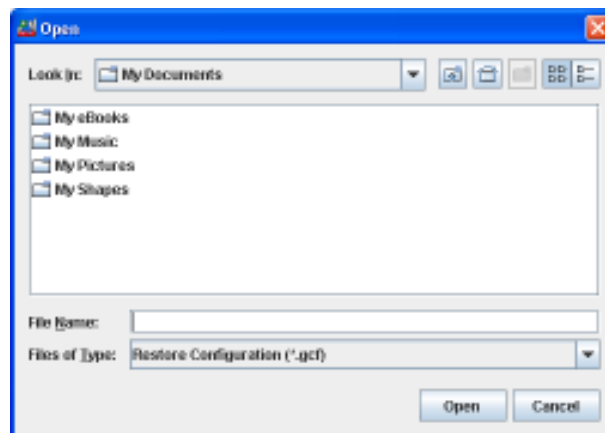 Open
Look In: My Documents
My eBooks
My Music
My Pictures
My Shapes
File Name:
Files of Type: Restore Configuration (*.gcf)
Open Cancel